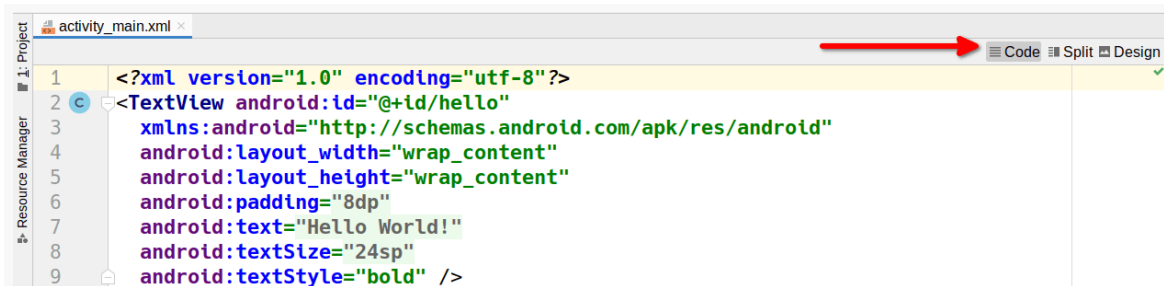 activity_main.xml
Code Split Design
1: Project
Resource Manager
1 <?xml version="1.0" encoding="utf-8"?>
2 C <TextView android:id="@+id/hello"
3 xmlns:android="http://schemas.android.com/apk/res/android"
4 android:layout_width="wrap_content"
5 android:layout_height="wrap_content"
6 android:padding="8dp"
7 android:text="Hello World!"
8 android:textSize="24sp"
9 android:textStyle="bold" />